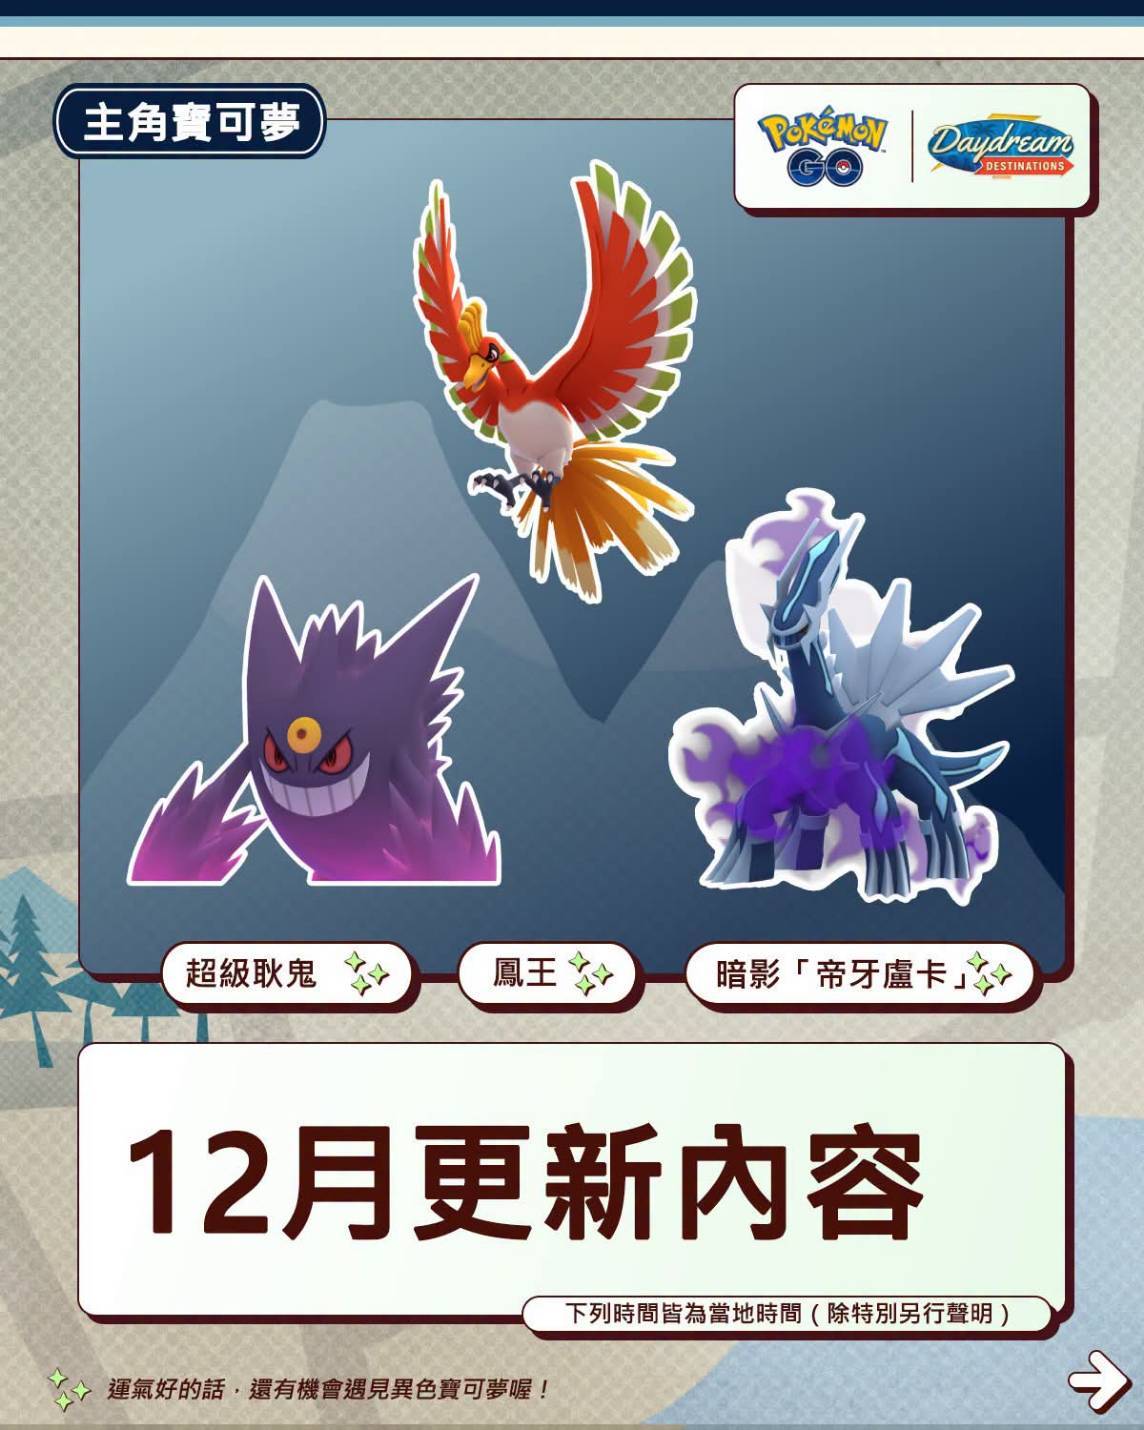 主角寶可夢
POKÉMON GO
Daydream DESTINATIONS
超級耿鬼
鳳王
暗影「帝牙盧卡」
12月更新內容
下列時間皆為當地時間（除特別另行聲明）
運氣好的話，還有機會遇見異色寶可夢喔！